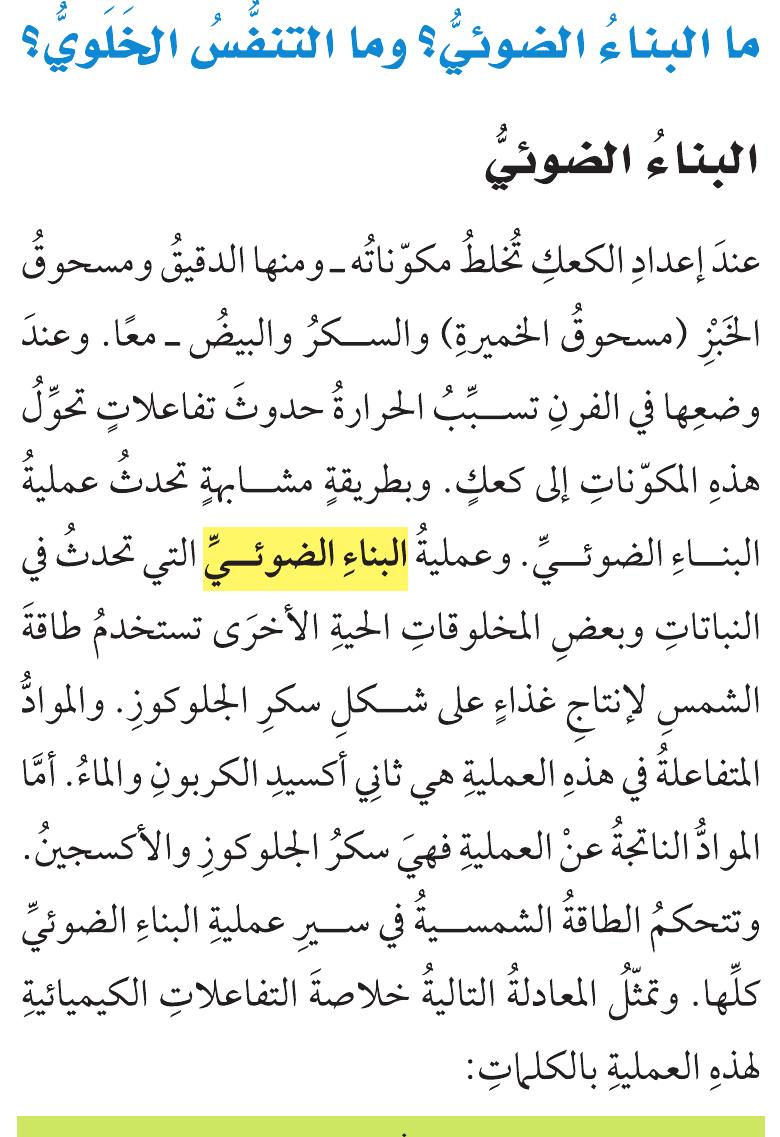 ما البناءُ الضوئيُّ؟ وما التنفُّسُ الخَلَويُّ؟
البناءُ الضوئيُّ
عندَ إعدادِ الكعكِ تُخلطُ مكوّناتُه ـ ومنها الدقيقُ ومسحوقُ
الخَبْزِ (مسحوقُ الخميرةِ) والسكرُ والبيضُ ـ معًا. وعندَ
وضعِها في الفرنِ تسبِّبُ الحرارةُ حدوثَ تفاعلاتٍ تحوِّلُ
هذهِ المكوّناتِ إلى كعكٍ. وبطريقةٍ مشابهةٍ تحدثُ عمليةُ
البناءِ الضوئيِّ. وعمليةُ البناءِ الضوئيِّ التي تحدثُ في
النباتاتِ وبعضِ المخلوقاتِ الحيةِ الأخرَى تستخدمُ طاقةَ
الشمسِ لإنتاجِ غذاءٍ على شكلِ سكرِ الجلوكوزِ. والموادُّ
المتفاعلةُ في هذهِ العمليةِ هي ثانِي أكسيدِ الكربونِ والماءُ. أمَّا
الموادُّ الناتجةُ عنْ العمليةِ فهيَ سكرُ الجلوكوزِ والأكسجينُ.
وتتحكمُ الطاقةُ الشمسيةُ في سيرِ عمليةِ البناءِ الضوئيِّ
كلِّها. وتمثّلُ المعادلةُ التاليةُ خلاصةَ التفاعلاتِ الكيميائيةِ
لهذهِ العمليةِ بالكلماتِ: